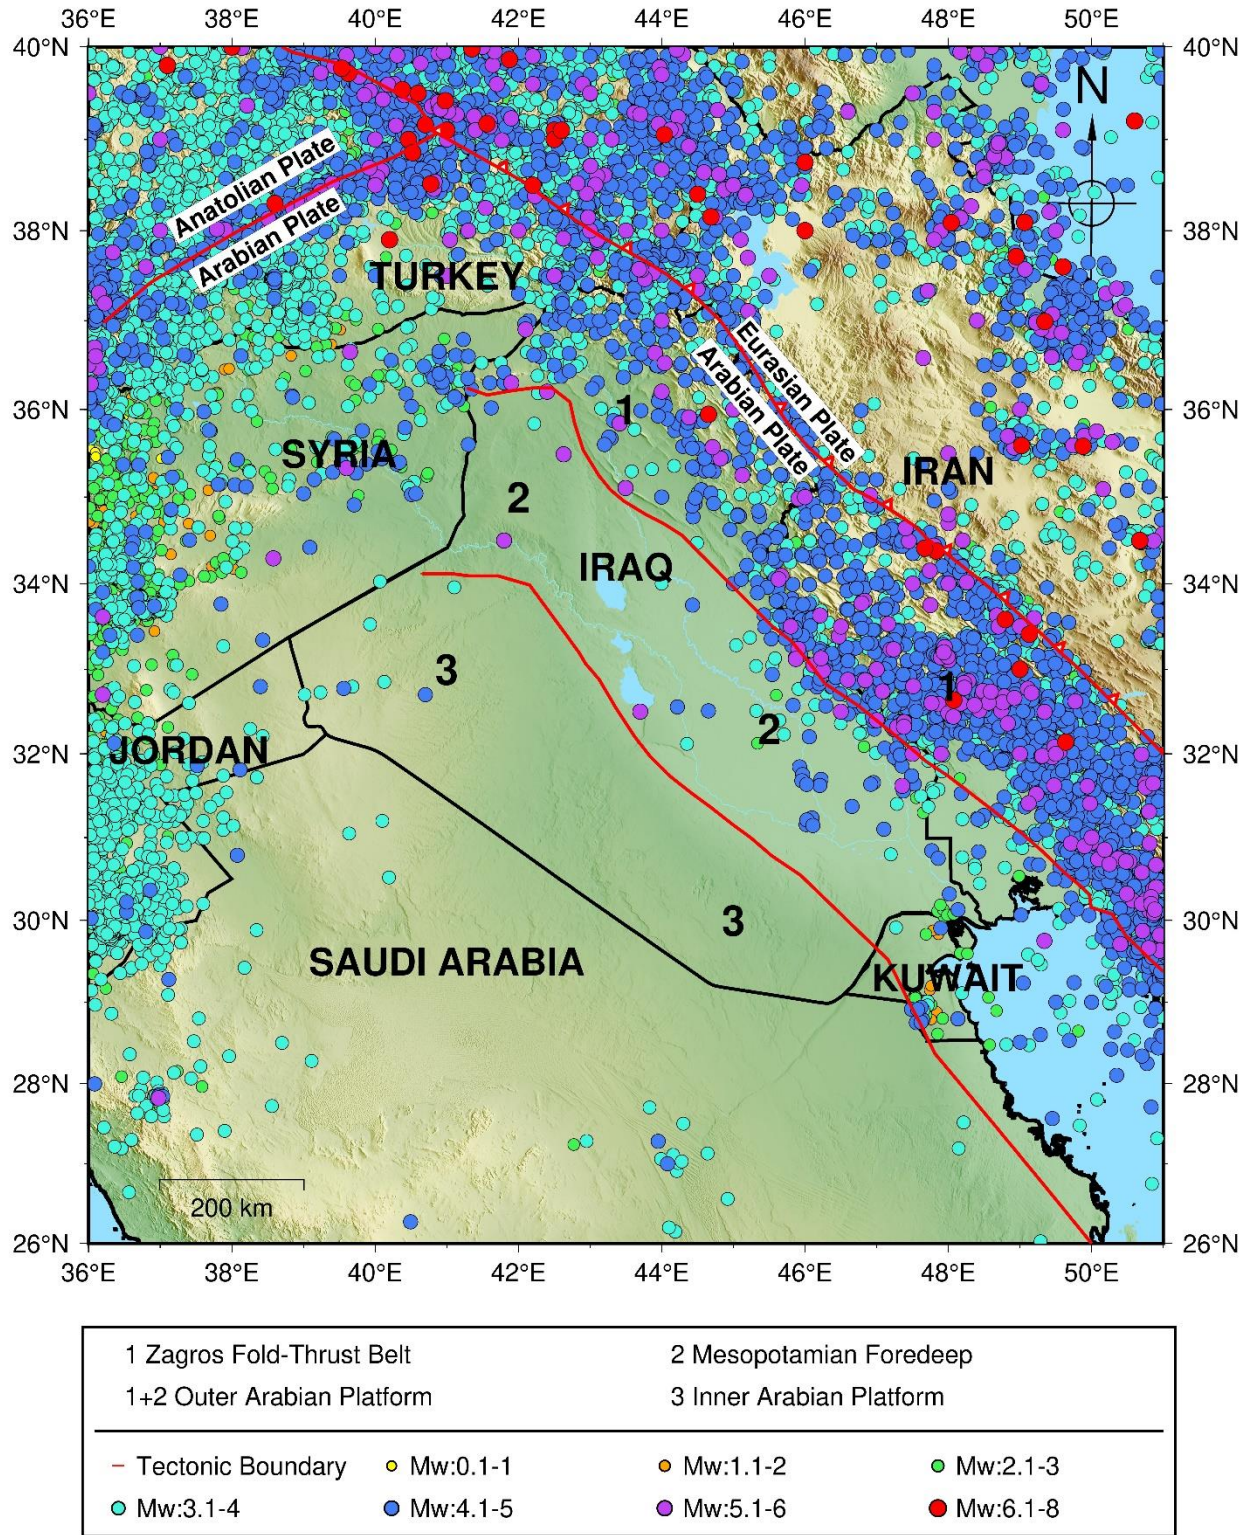 36°E 38°E 40°E 42°E 44°E 46°E 48°E 50°E
40°N 40°N
N
Anatolian Plate
Arabian Plate
38°N 38°N
TURKEY
Eurasian Plate
Arabian Plate
36°N 1 36°N
SYRIA IRAN
2
IRAQ
34°N 34°N
3 1
2
32°N JORDAN 32°N
30°N 3 30°N
SAUDI ARABIA KUWAIT
28°N 28°N
200 km
26°N 26°N
36°E 38°E 40°E 42°E 44°E 46°E 48°E 50°E
1 Zagros Fold-Thrust Belt 2 Mesopotamian Foredeep
1+2 Outer Arabian Platform 3 Inner Arabian Platform
Tectonic Boundary Mw:0.1-1 Mw:1.1-2 Mw:2.1-3
Mw:3.1-4 Mw:4.1-5 Mw:5.1-6 Mw:6.1-8